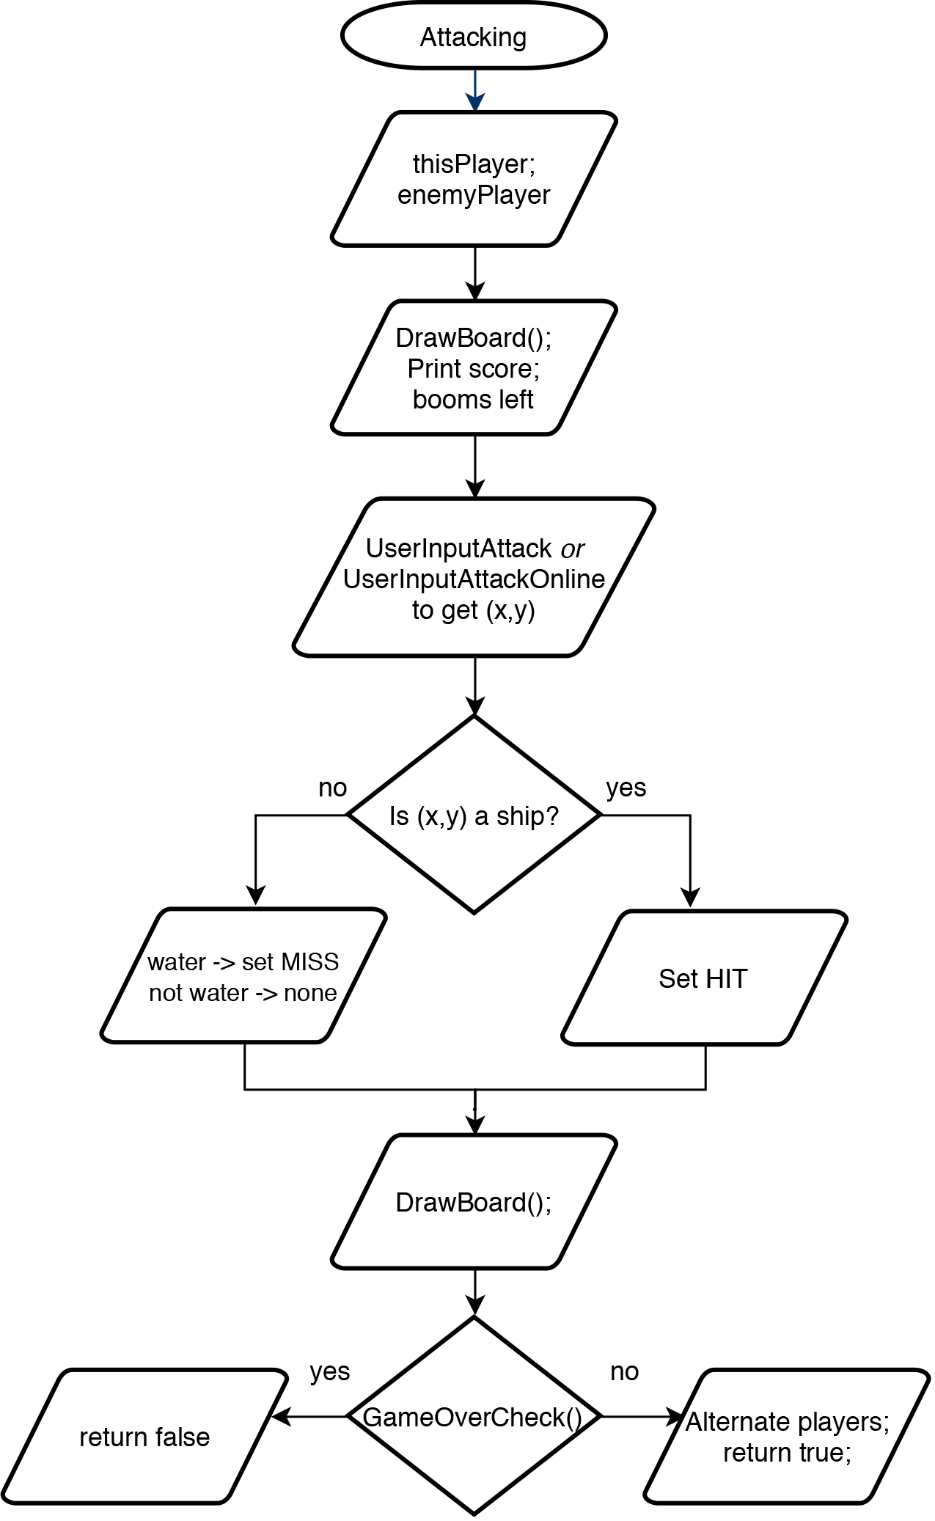 Attacking
thisPlayer;
enemyPlayer
DrawBoard();
Print score;
booms left
UserInputAttack or
UserInputAttackOnline
to get (x,y)
no
yes
Is (x,y) a ship?
water -> set MISS
not water -> none
Set HIT
DrawBoard();
yes
no
GameOverCheck()
return false
Alternate players;
return true;